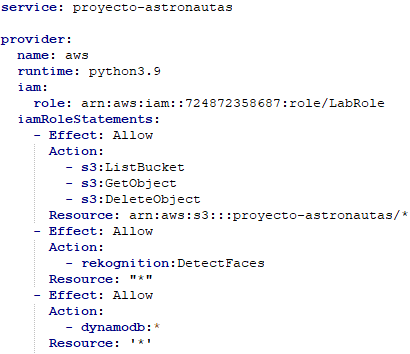 service: proyecto-astronautas
provider:
  name: aws
  runtime: python3.9
  iam:
    role: arn:aws:iam::724872358687:role/LabRole
  iamRoleStatements:
    - Effect: Allow
      Action:
        - s3:ListBucket
        - s3:GetObject
        - s3:DeleteObject
      Resource: arn:aws:s3:::proyecto-astronautas/*
    - Effect: Allow
      Action:
        - rekognition:DetectFaces
      Resource: "*"
    - Effect: Allow
      Action:
        - dynamodb:*
      Resource: '*'